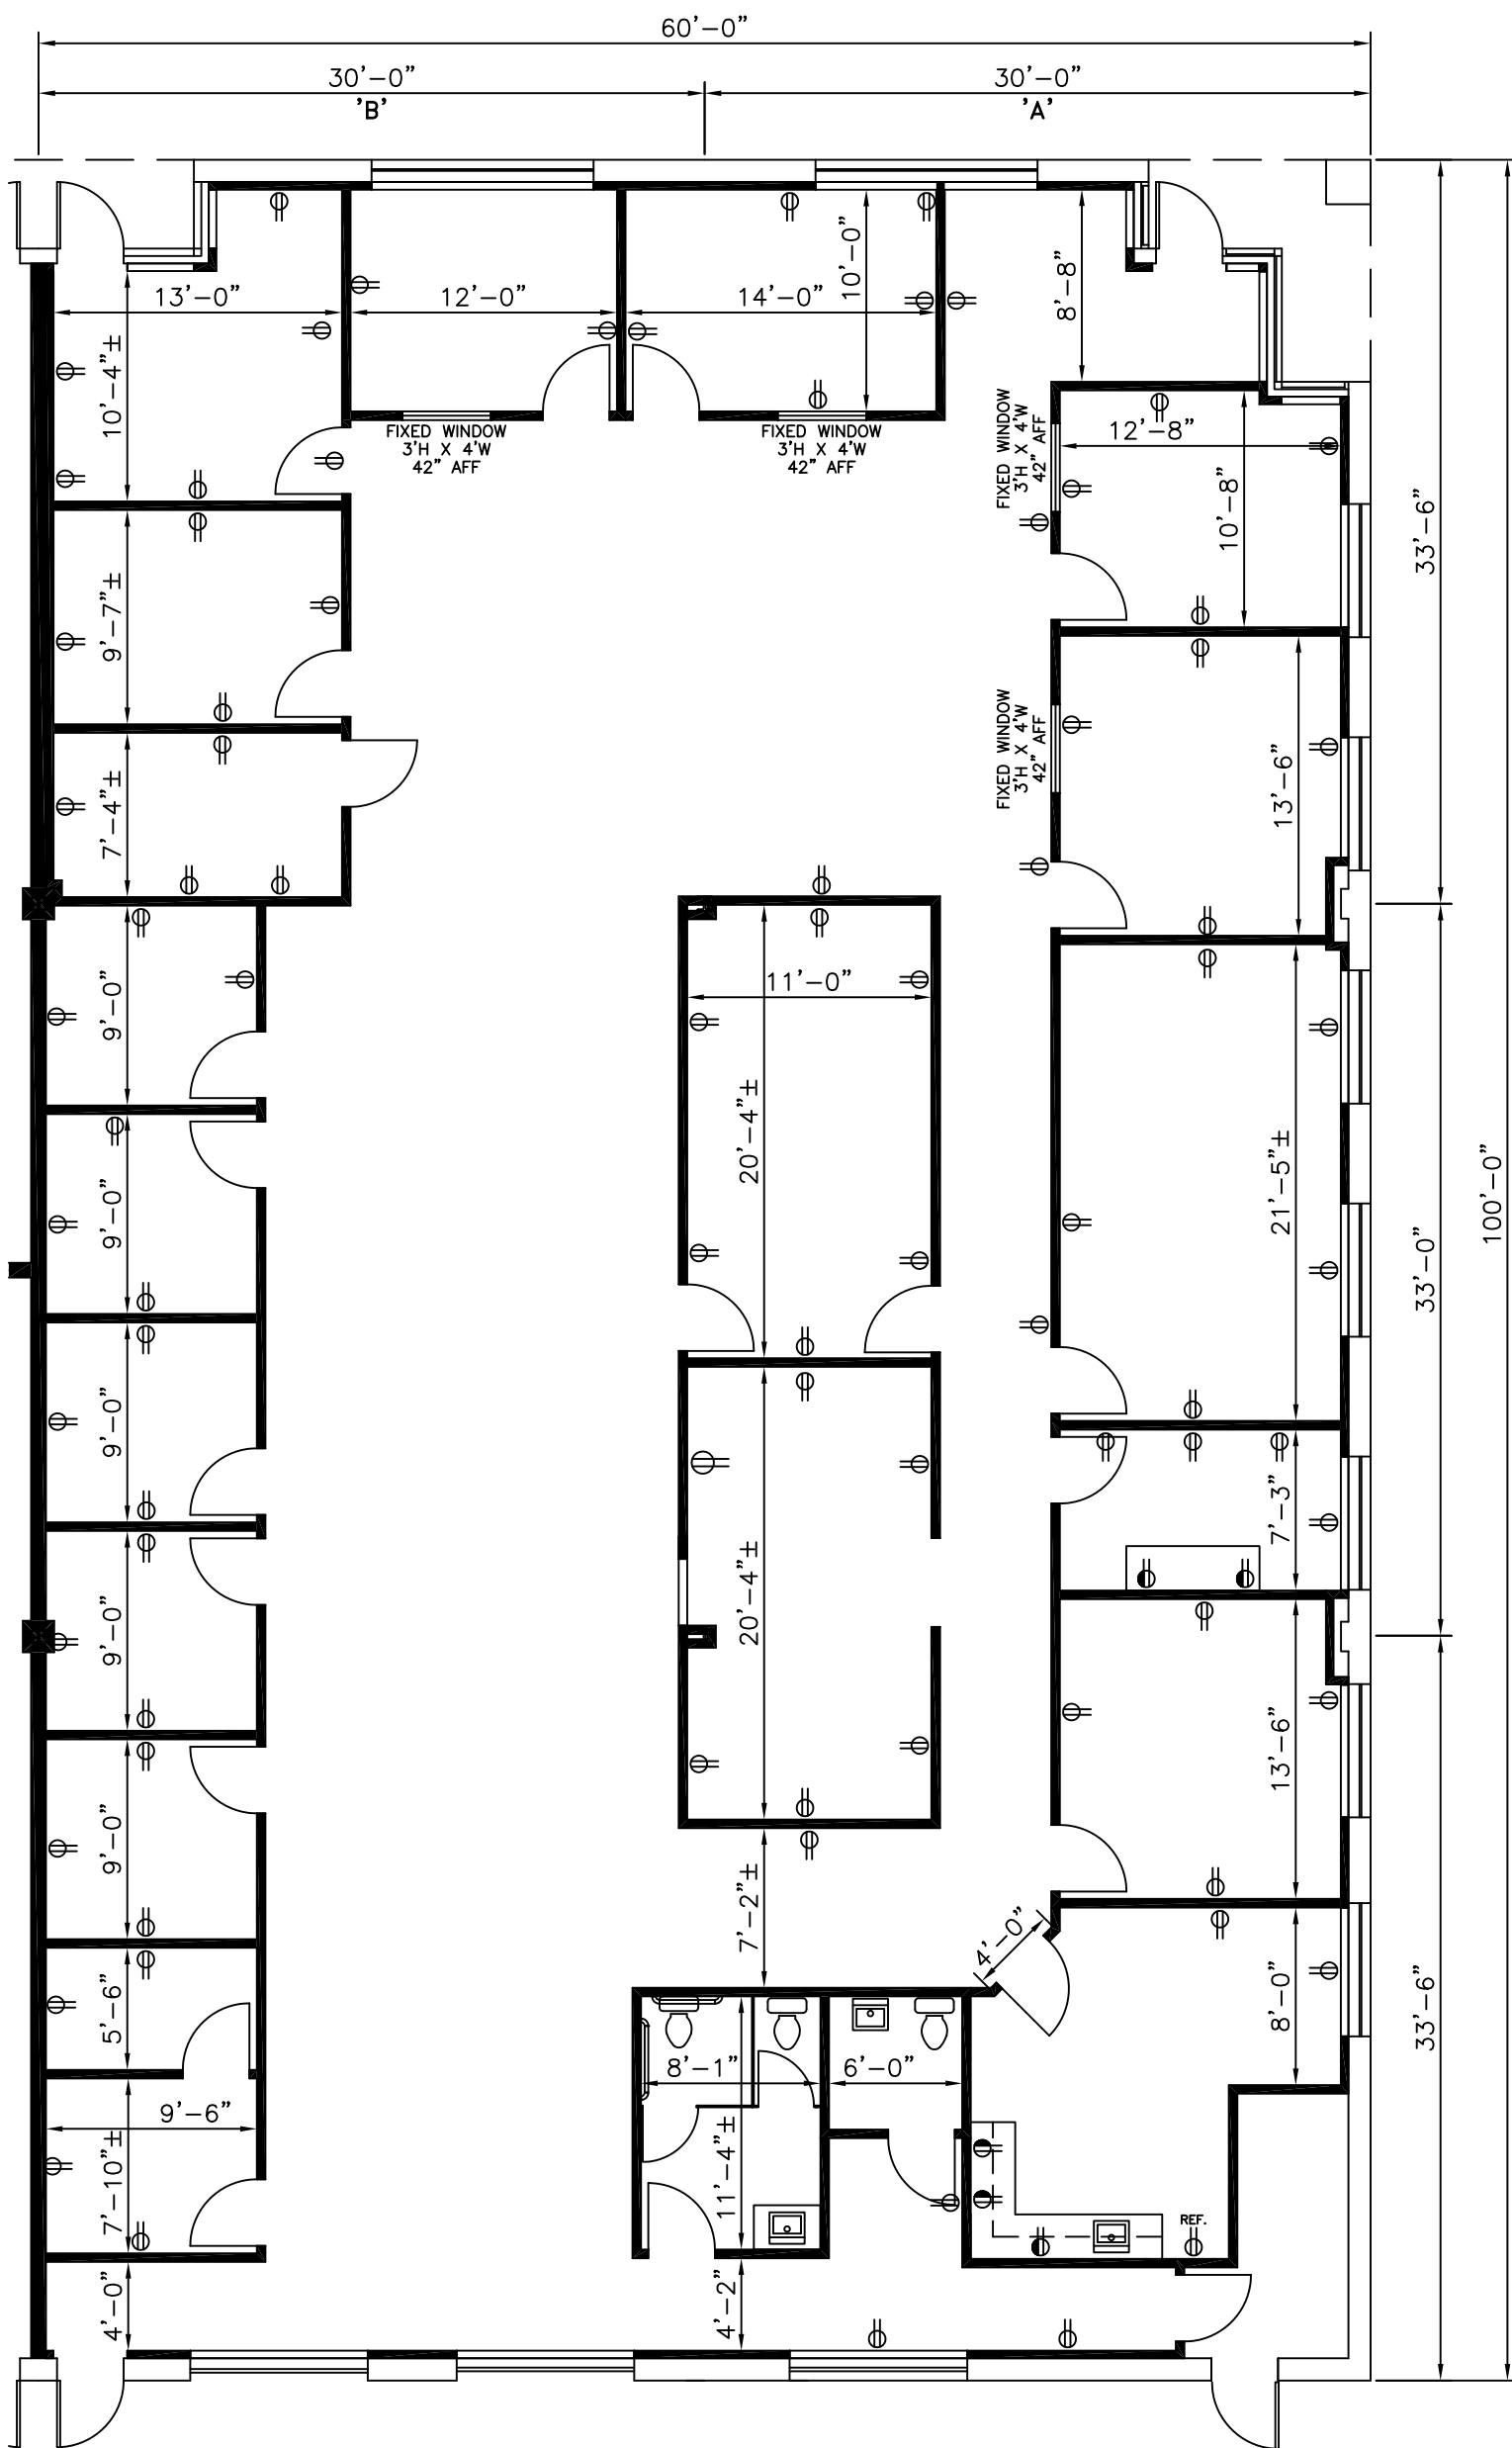 60'-0"
30'-0"
30'-0"
'B'
'A'
13'-0"
12'-0"
14'-0"
10'-0"
8'-8"
10'-4"±
FIXED WINDOW
3'H X 4'W
42" AFF
FIXED WINDOW
3'H X 4'W
42" AFF
FIXED WINDOW
3'H X 4'W
42" AFF
12'-8"
10'-8"
33'-6"
9'-7"±
7'-4"±
FIXED WINDOW
3'H X 4'W
42" AFF
13'-6"
9'-0"
11'-0"
20'-4"±
21'-5"±
33'-0"
100'-0"
9'-0"
9'-0"
9'-0"
20'-4"±
7'-3"
13'-6"
9'-0"
7'-2"±
4'-0"
5'-6"
8'-0"
33'-6"
8'-1"
6'-0"
9'-6"
7'-10"±
11'-4"±
REF.
4'-0"
4'-2"